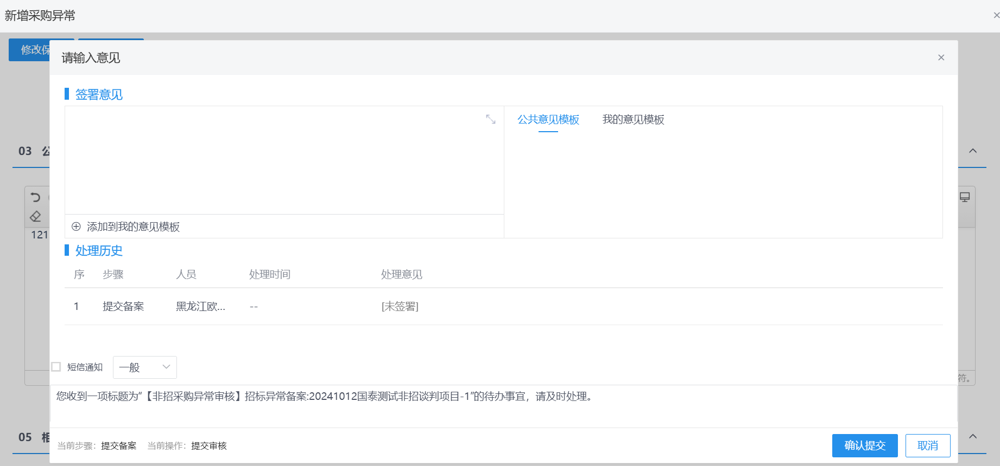 新增采购异常
修改保
请输入意见
签署意见
公共意见模板 我的意见模板
03
添加到我的意见模板
121
处理历史
序 步骤 人员 处理时间 处理意见
1 提交备案 黑龙江欧... -- [未签署]
短信通知 一般
符。
您收到一项标题为“【非招采购异常审核】招标异常备案:20241012国泰测试非招谈判项目-1”的待办事宜，请及时处理。
05
当前步骤：提交备案 当前操作：提交审核
确认提交 取消